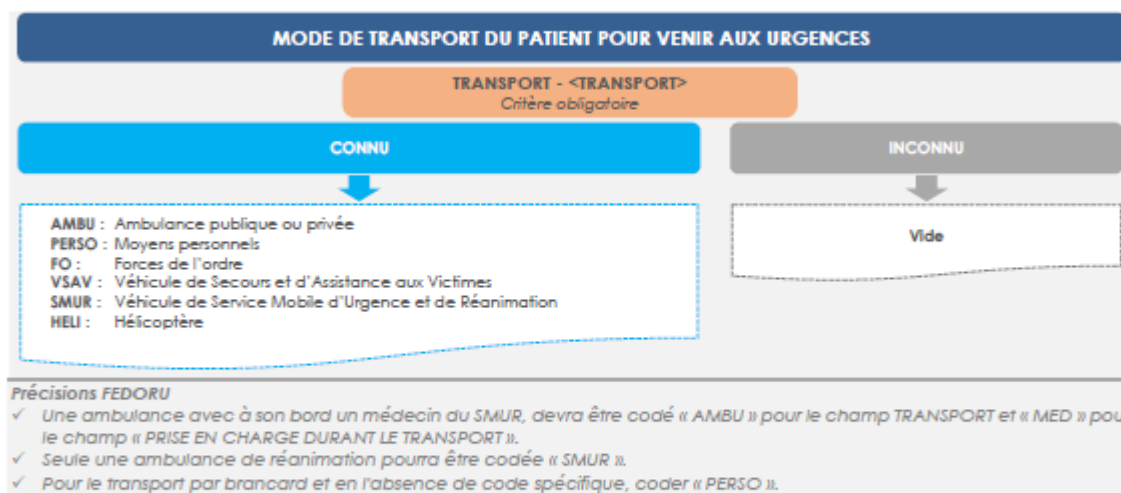 MODE DE TRANSPORT DU PATIENT POUR VENIR AUX URGENCES
TRANSPORT - <TRANSPORT>
Critère obligatoire
CONNU
INCONNU
AMBU : Ambulance publique ou privée
PERSO : Moyens personnels
FO : Forces de l'ordre
VSAV : Véhicule de Secours et d'Assistance aux Victimes
SMUR : Véhicule de Service Mobile d'Urgence et de Réanimation
HELI : Hélicoptère
Vide
Précisions FEDORU
✓ Une ambulance avec à son bord un médecin du SMUR, devra être codé « AMBU » pour le champ TRANSPORT et « MED » pou
le champ « PRISE EN CHARGE DURANT LE TRANSPORT ».
✓ Seule une ambulance de réanimation pourra être codée « SMUR ».
✓ Pour le transport par brancard et en l'absence de code spécifique, coder « PERSO ».